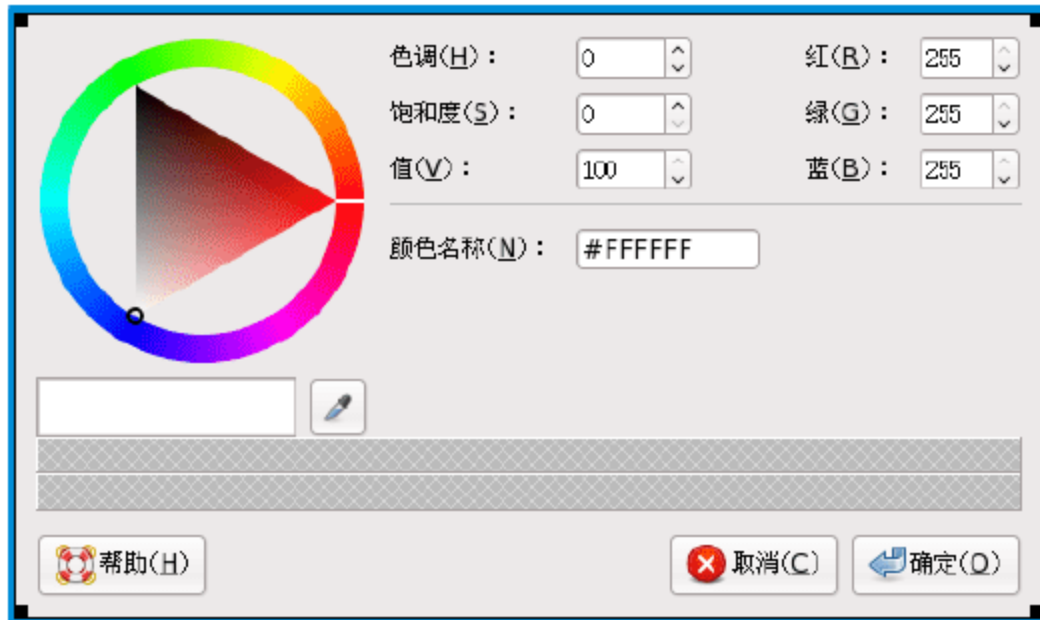 色调(H)： 0 红(R)： 255
饱和度(S)： 0 绿(G)： 255
值(V)： 100 蓝(B)： 255
颜色名称(N)： #FFFFFF
帮助(H) 取消(C) 确定(O)